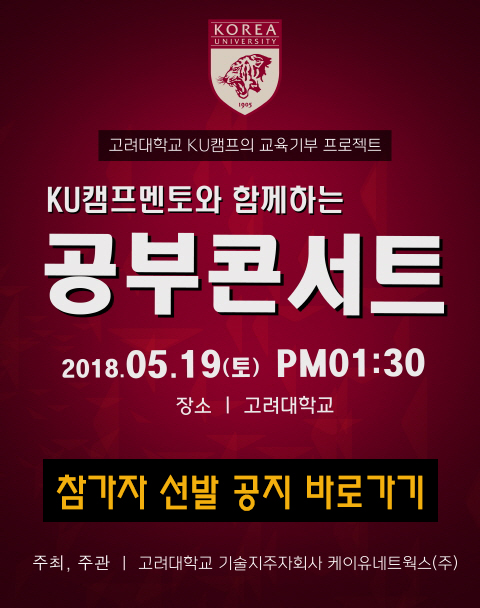 KOREA
UNIVERSITY
1905
고려대학교 KU캠프의 교육기부 프로젝트
KU캠프멘토와 함께하는
공부콘서트
2018.05.19(토) PM01:30
장소 ㅣ 고려대학교
참가자 선발 공지 바로가기
주최, 주관 ㅣ 고려대학교 기술지주자회사 케이유네트웍스(주)